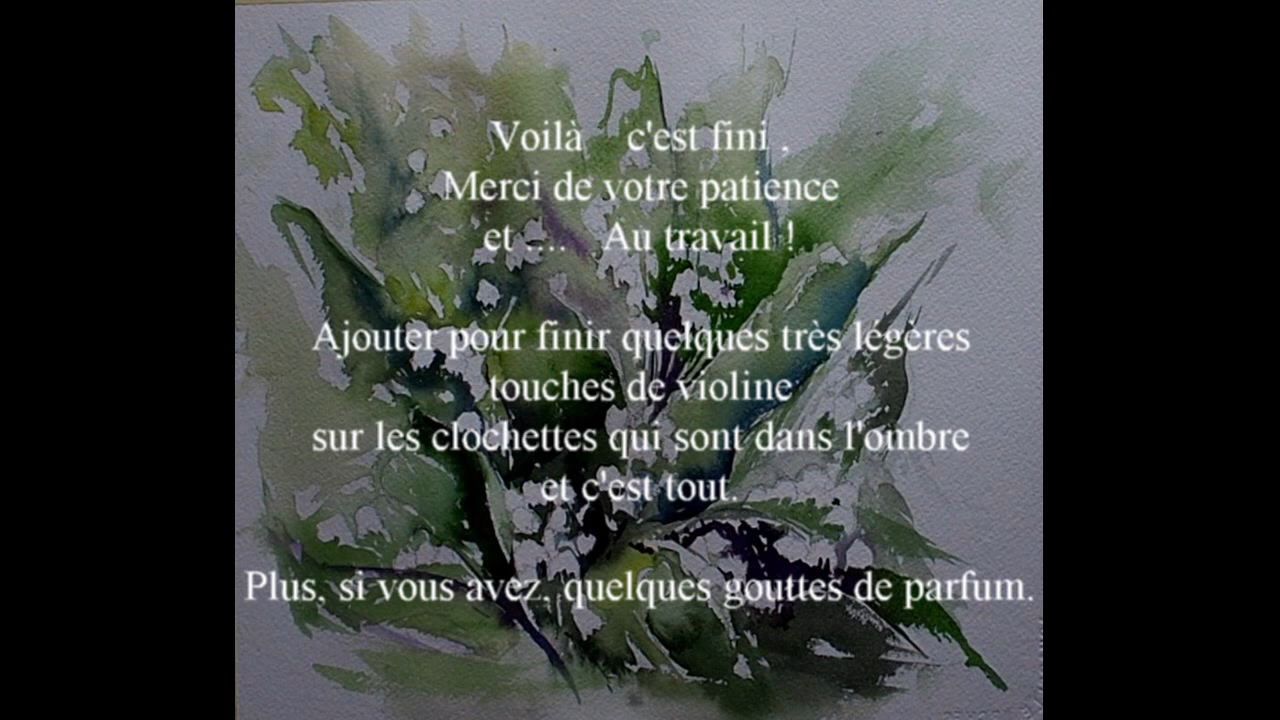 Voilà c'est fini ,
Merci de votre patience
et .... Au travail !
Ajouter pour finir quelques très légères
touches de violine
sur les clochettes qui sont dans l'ombre
et c'est tout.
Plus, si vous avez, quelques gouttes de parfum.